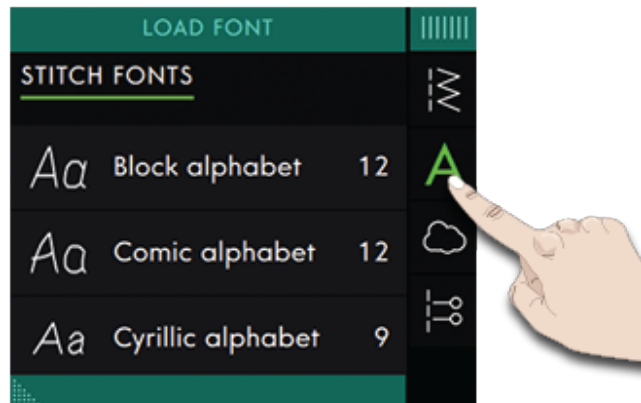 LOAD FONT
STITCH FONTS
Aa Block alphabet 12
Aa Comic alphabet 12
Aa Cyrillic alphabet 9
A